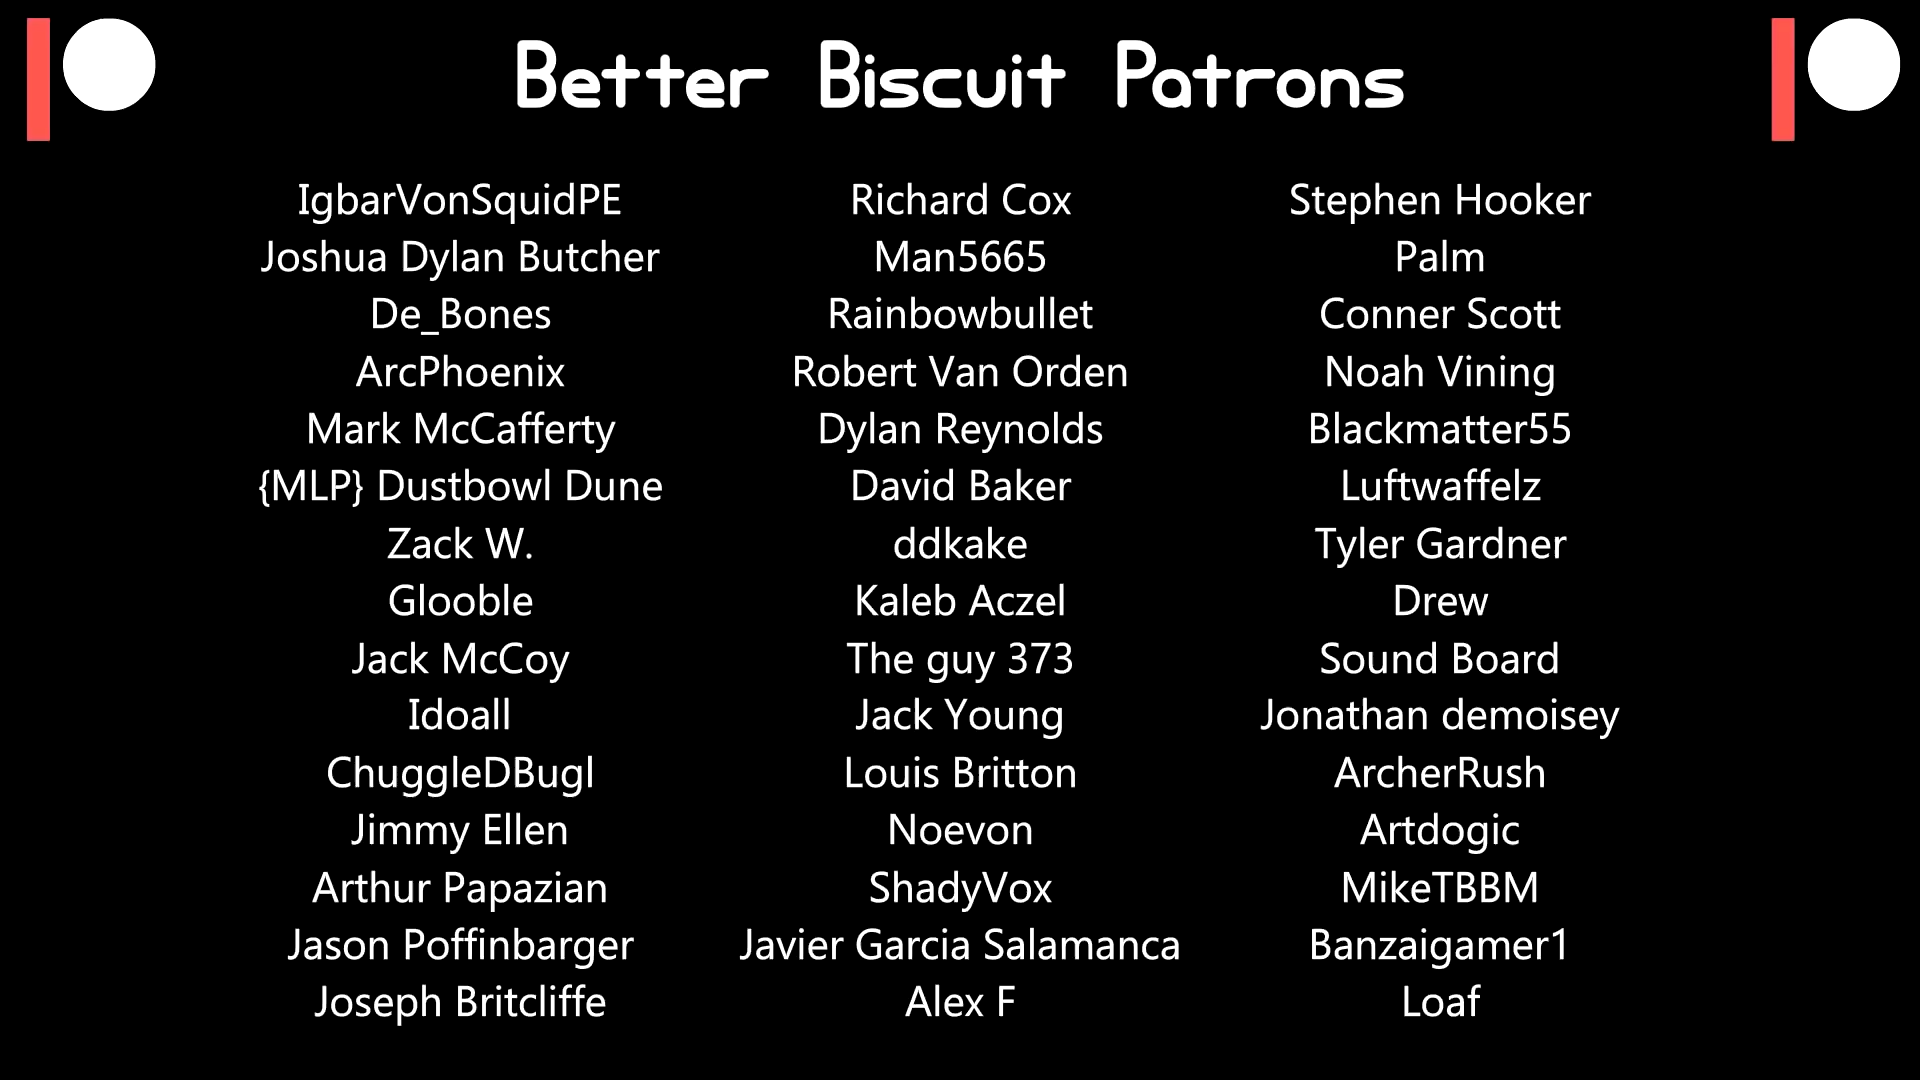 Better Biscuit Patrons
IgbarVonSquidPE
Joshua Dylan Butcher
De_Bones
ArcPhoenix
Mark McCafferty
{MLP} Dustbowl Dune
Zack W.
Glooble
Jack McCoy
Idoall
ChuggleDBugl
Jimmy Ellen
Arthur Papazian
Jason Poffinbarger
Joseph Britcliffe
Richard Cox
Man5665
Rainbowbullet
Robert Van Orden
Dylan Reynolds
David Baker
ddkake
Kaleb Aczel
The guy 373
Jack Young
Louis Britton
Noevon
ShadyVox
Javier Garcia Salamanca
Alex F
Stephen Hooker
Palm
Conner Scott
Noah Vining
Blackmatter55
Luftwaffelz
Tyler Gardner
Drew
Sound Board
Jonathan demoisey
ArcherRush
Artdogic
MikeTBBM
Banzaigamer1
Loaf